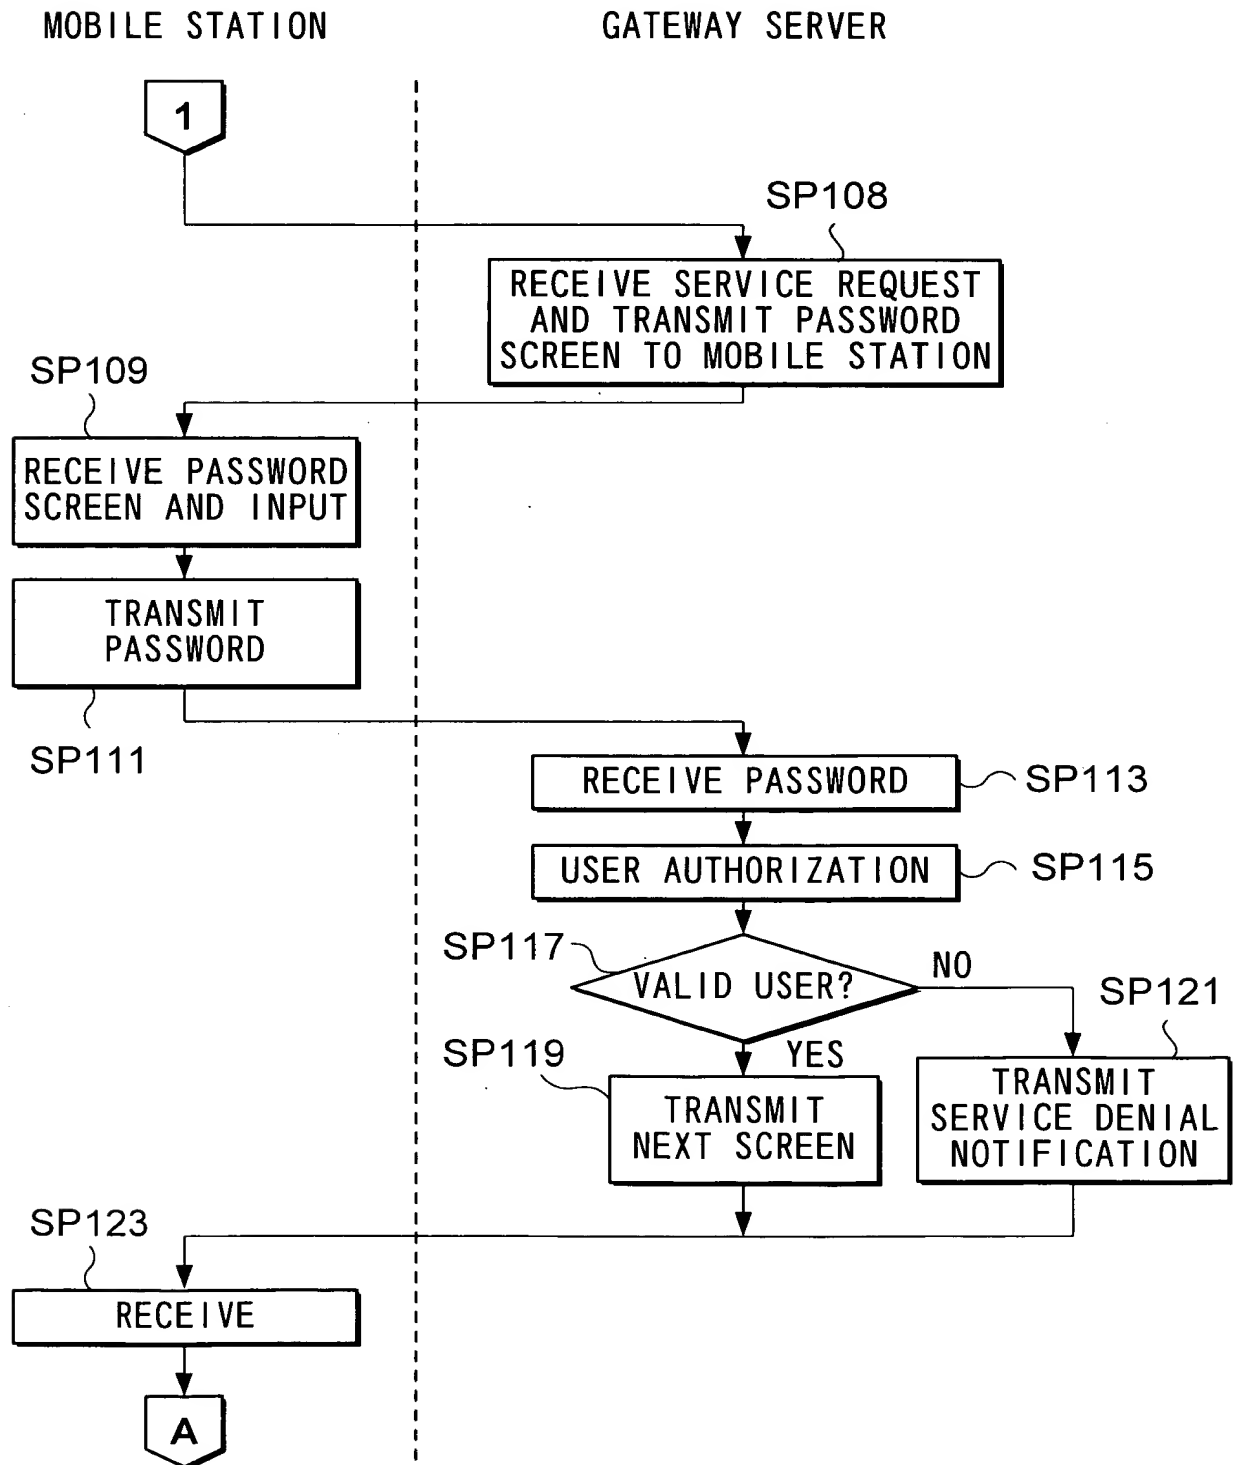 MOBILE STATION
GATEWAY SERVER
1
SP108
RECEIVE SERVICE REQUEST
AND TRANSMIT PASSWORD
SCREEN TO MOBILE STATION
SP109
RECEIVE PASSWORD
SCREEN AND INPUT
TRANSMIT
PASSWORD
SP111
RECEIVE PASSWORD
SP113
USER AUTHORIZATION
SP115
SP117
VALID USER?
NO
YES
SP119
TRANSMIT
NEXT SCREEN
SP121
TRANSMIT
SERVICE DENIAL
NOTIFICATION
SP123
RECEIVE
A